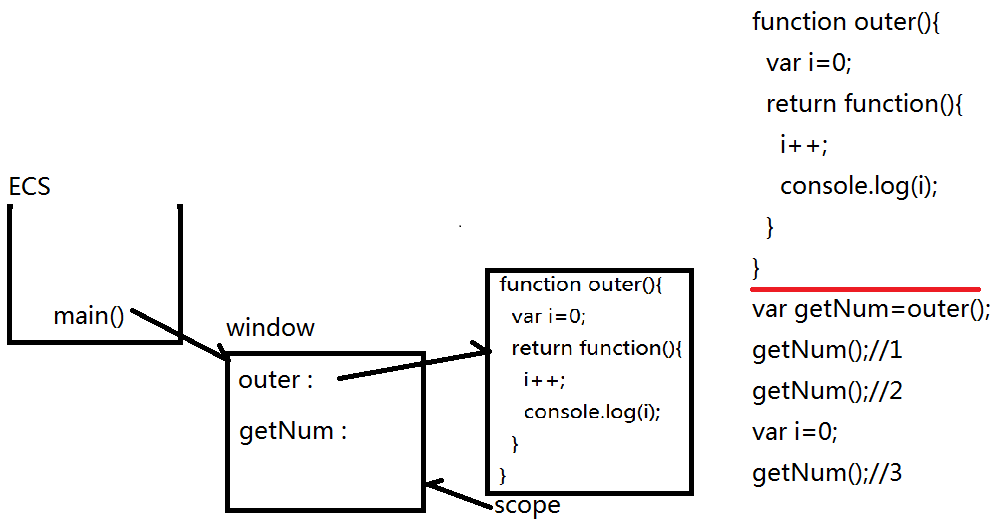 ECS
main()
window
outer :
getNum :
function outer(){
var i=0;
return function(){
i++;
console.log(i);
}
}
scope
function outer(){
var i=0;
return function(){
i++;
console.log(i);
}
}
var getNum=outer();
getNum();//1
getNum();//2
var i=0;
getNum();//3